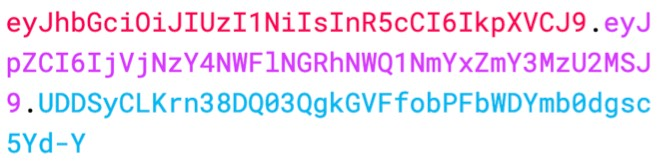 eyJhbGciOiJIUzI1NiIsInR5cCI6IkpXVCJ9.eyJ
pZCI6IjVjNzY4NWFlNGRhNWQ1NmYxZmY3MzU2MSJ
9.UDDSyCLKrn38DQ03QgkGVFfobPFbWDYmb0dgsc
5Yd-Y